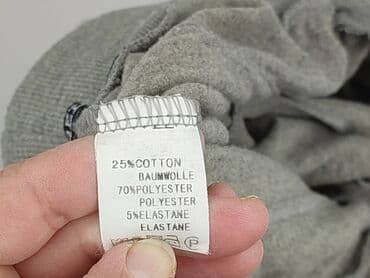 25%COTTON
BAUMWOLLE
70%POLYESTER
POLYESTER
5%ELASTANE
ELASTANE